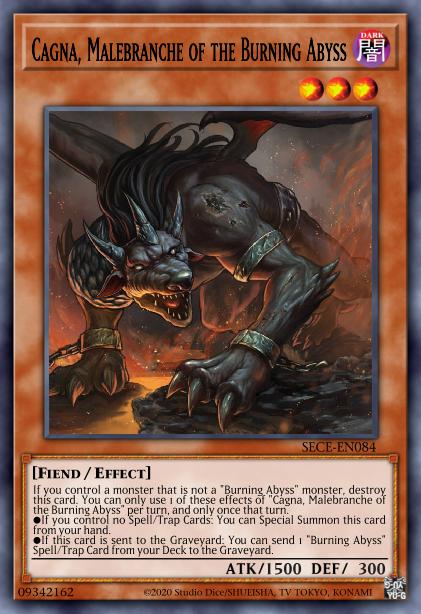 CAGNA, MALEBRANCHE OF THE BURNING ABYSS
DARK
闇
SECE-EN084
[FIEND / EFFECT]
If you control a monster that is not a "Burning Abyss" monster, destroy
this card. You can only use 1 of these effects of "Cagna, Malebranche of
the Burning Abyss" per turn, and only once that turn.
●If you control no Spell/Trap Cards: You can Special Summon this card
from your hand.
●If this card is sent to the Graveyard: You can send 1 "Burning Abyss"
Spell/Trap Card from your Deck to the Graveyard.
ATK/1500 DEF/ 300
09342162
©2020 Studio Dice/SHUEISHA, TV TOKYO, KONAMI